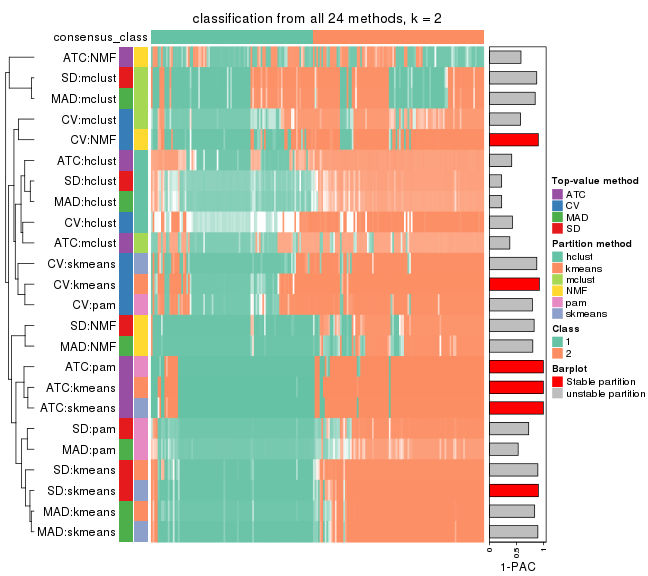 classification from all 24 methods, k = 2
consensus_class
ATC:NMF
SD:mclust
MAD:mclust
CV:mclust
CV:NMF
ATC:hclust
SD:hclust
MAD:hclust
CV:hclust
ATC:mclust
CV:skmeans
CV:kmeans
CV:pam
SD:NMF
MAD:NMF
ATC:pam
ATC:kmeans
ATC:skmeans
SD:pam
MAD:pam
SD:kmeans
SD:skmeans
MAD:kmeans
MAD:skmeans
0
0.5
1
1-PAC
Top-value method
ATC
CV
MAD
SD
Partition method
hclust
kmeans
mclust
NMF
pam
skmeans
Class
1
2
Barplot
Stable partition
unstable partition